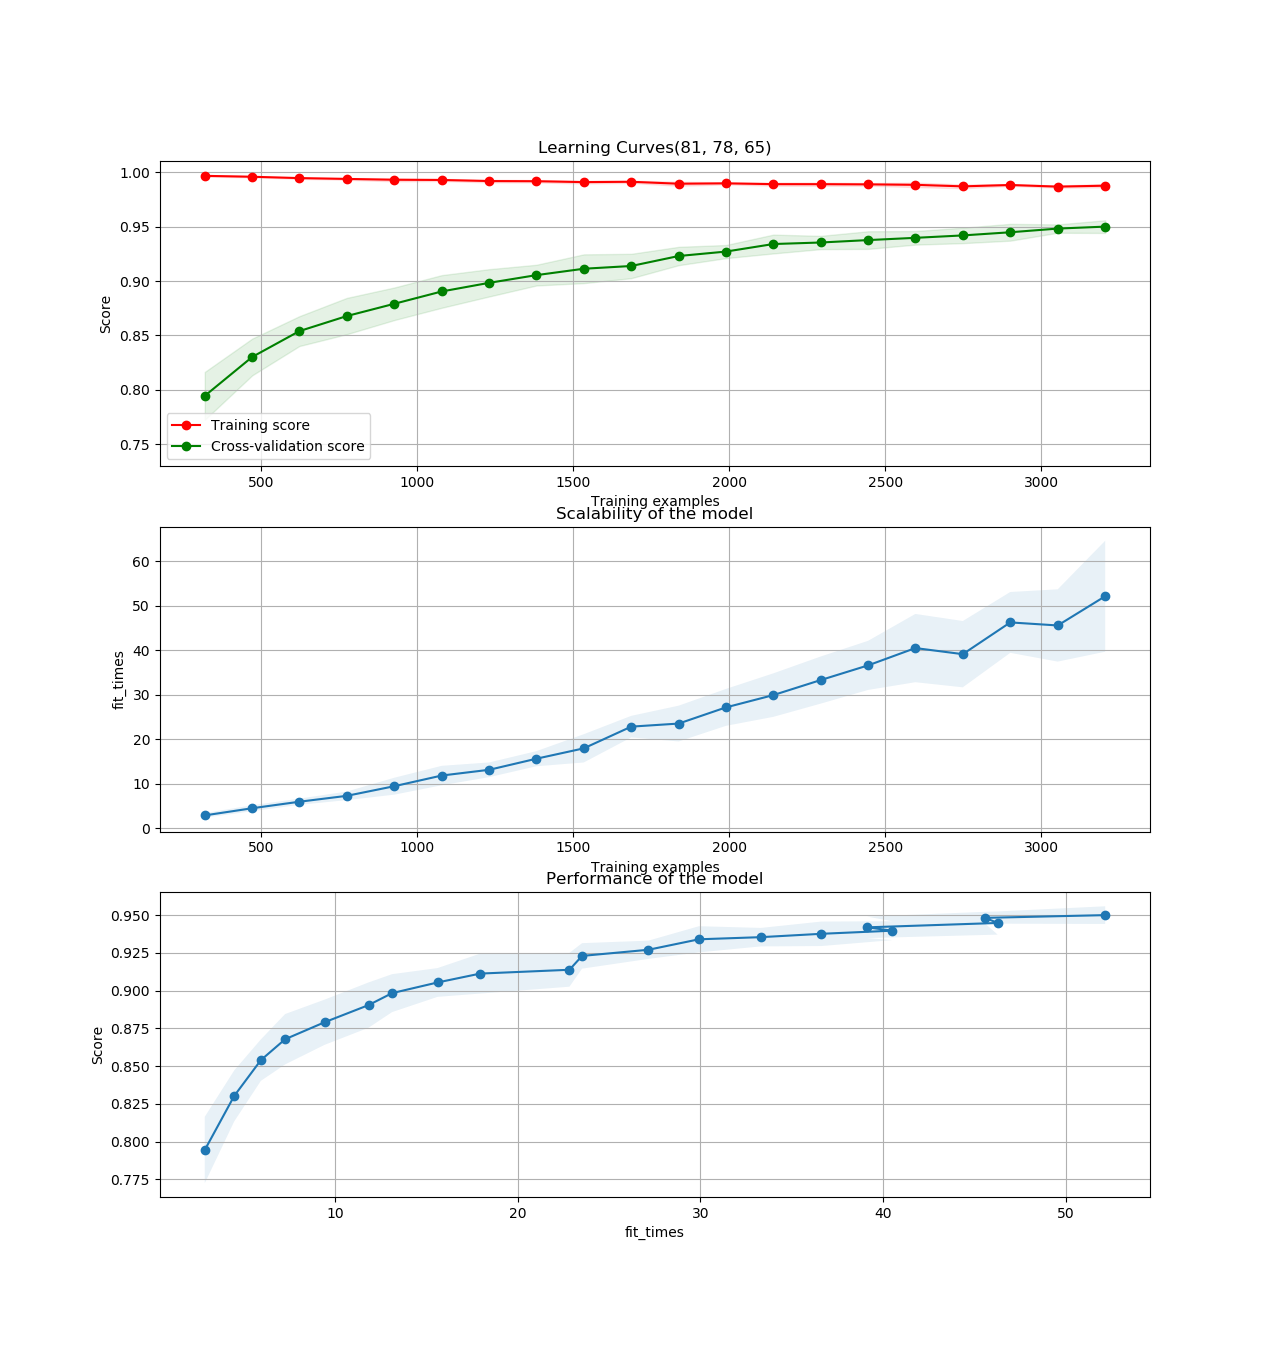 Learning Curves(81, 78, 65)
1.00
0.95
0.90
0.85
0.80
0.75
Score
Training score
Cross-validation score
500 1000 1500 2000 2500 3000
Training examples
Scalability of the model
60
50
40
30
20
10
0
fit_times
500 1000 1500 2000 2500 3000
Training examples
Performance of the model
0.950
0.925
0.900
0.875
0.850
0.825
0.800
0.775
Score
10 20 30 40 50
fit_times